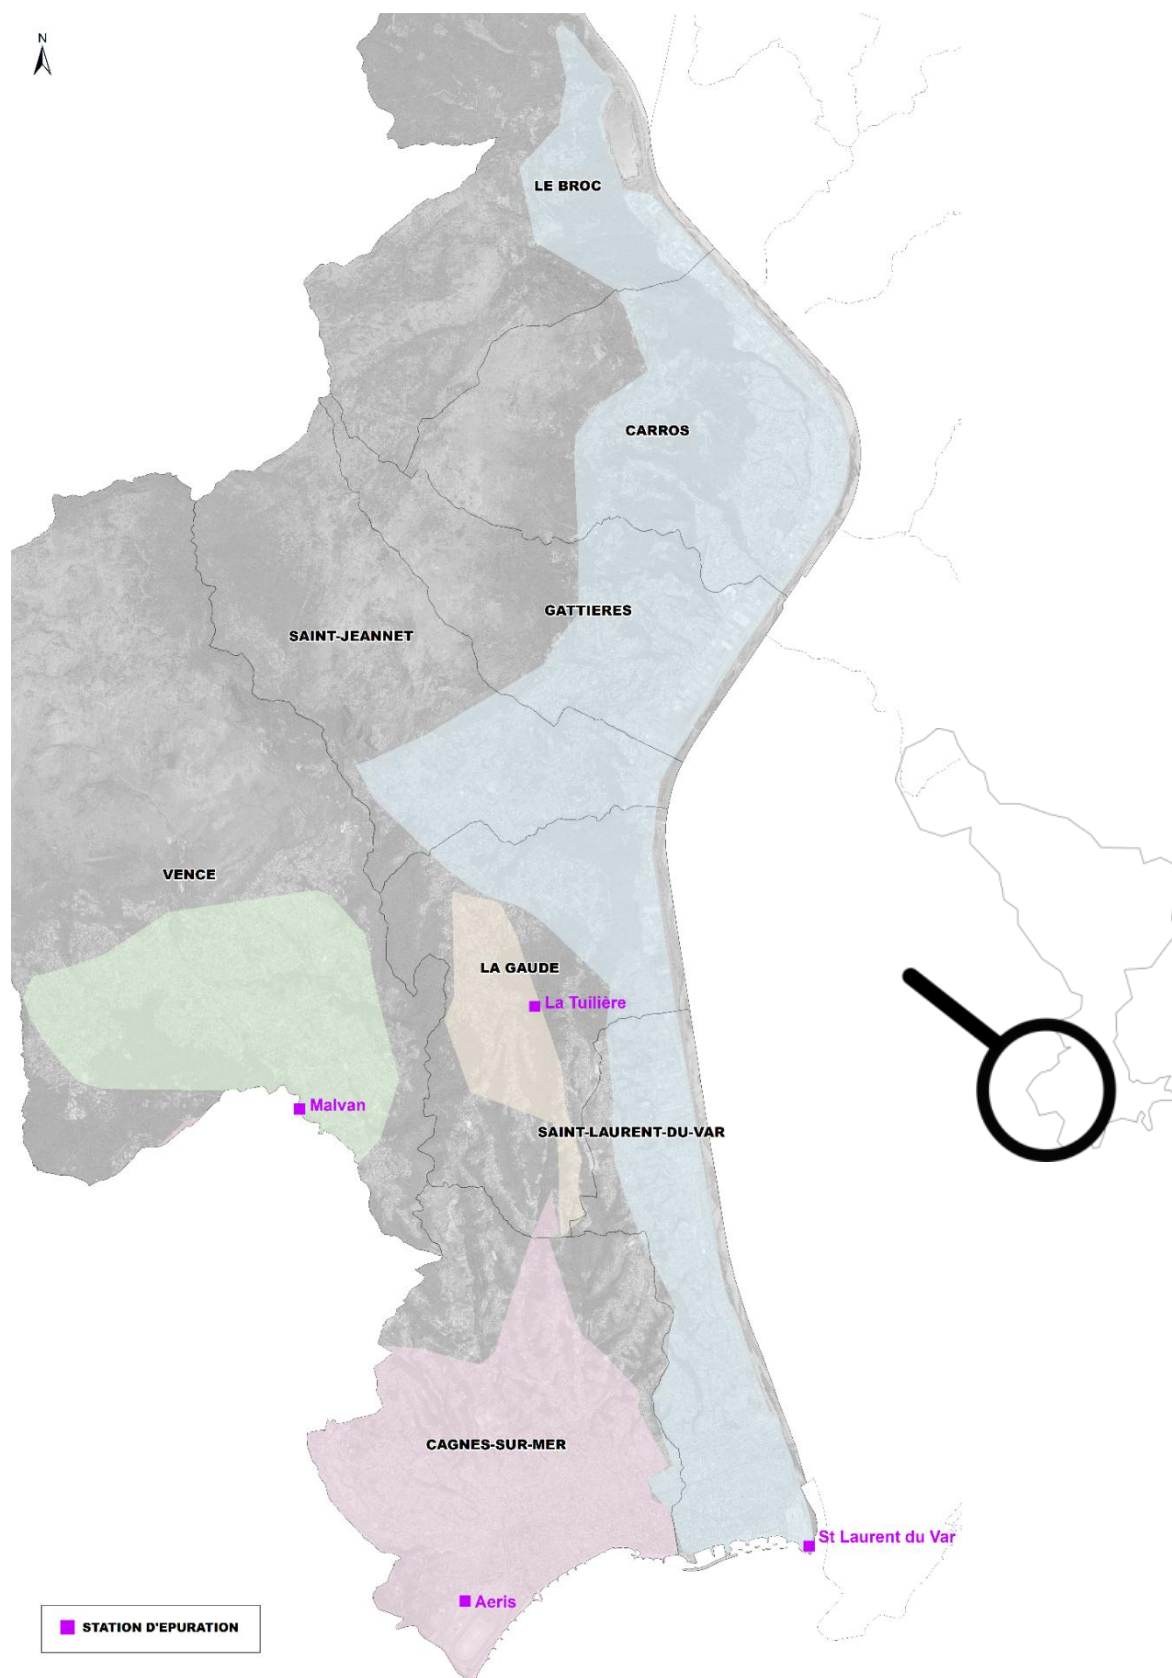 N
LE BROC
CARROS
GATTIERES
SAINT-JEANNET
VENCE
LA GAUDE
La Tuilière
Malvan
SAINT-LAURENT-DU-VAR
CAGNES-SUR-MER
St Laurent du Var
Aeris
STATION D'EPURATION